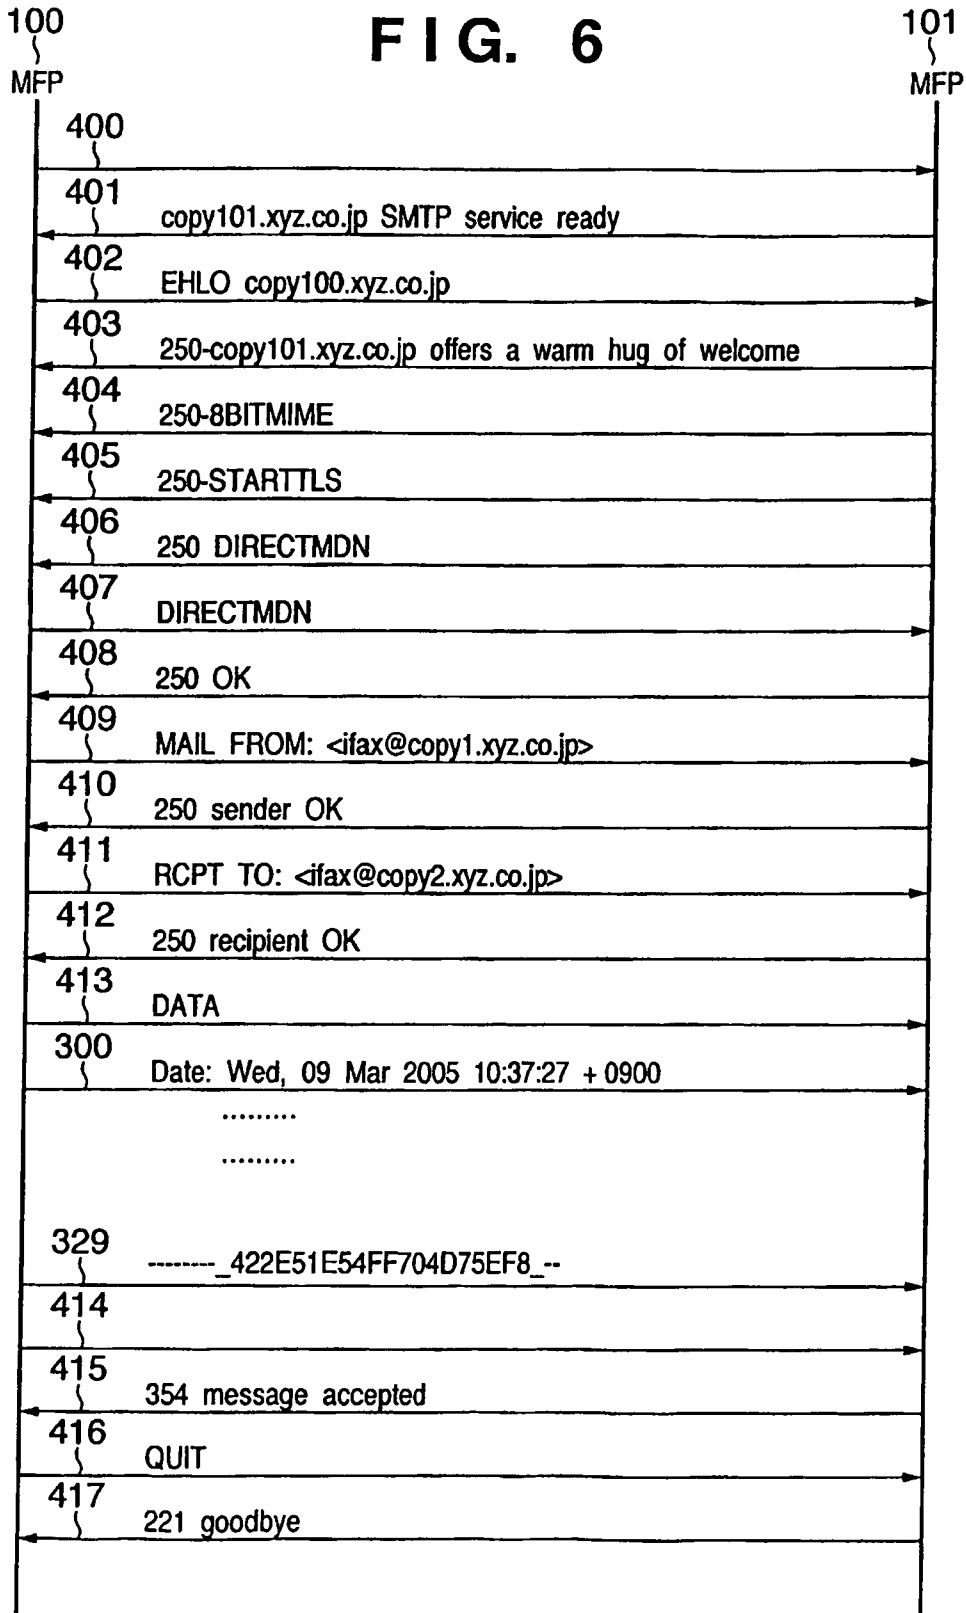 100
FIG. 6
101
MFP
MFP
400
401
copy101.xyz.co.jp SMTP service ready
402
EHLO copy100.xyz.co.jp
403
250-copy101.xyz.co.jp offers a warm hug of welcome
404
250-8BITMIME
405
250-STARTTLS
406
250 DIRECTMDN
407
DIRECTMDN
408
250 OK
409
MAIL FROM: <ifax@copy1.xyz.co.jp>
410
250 sender OK
411
RCPT TO: <ifax@copy2.xyz.co.jp>
412
250 recipient OK
413
DATA
300
Date: Wed, 09 Mar 2005 10:37:27 +0900
.........
.........
329
--------_422E51E54FF704D75EF8_--
414
415
354 message accepted
416
QUIT
417
221 goodbye